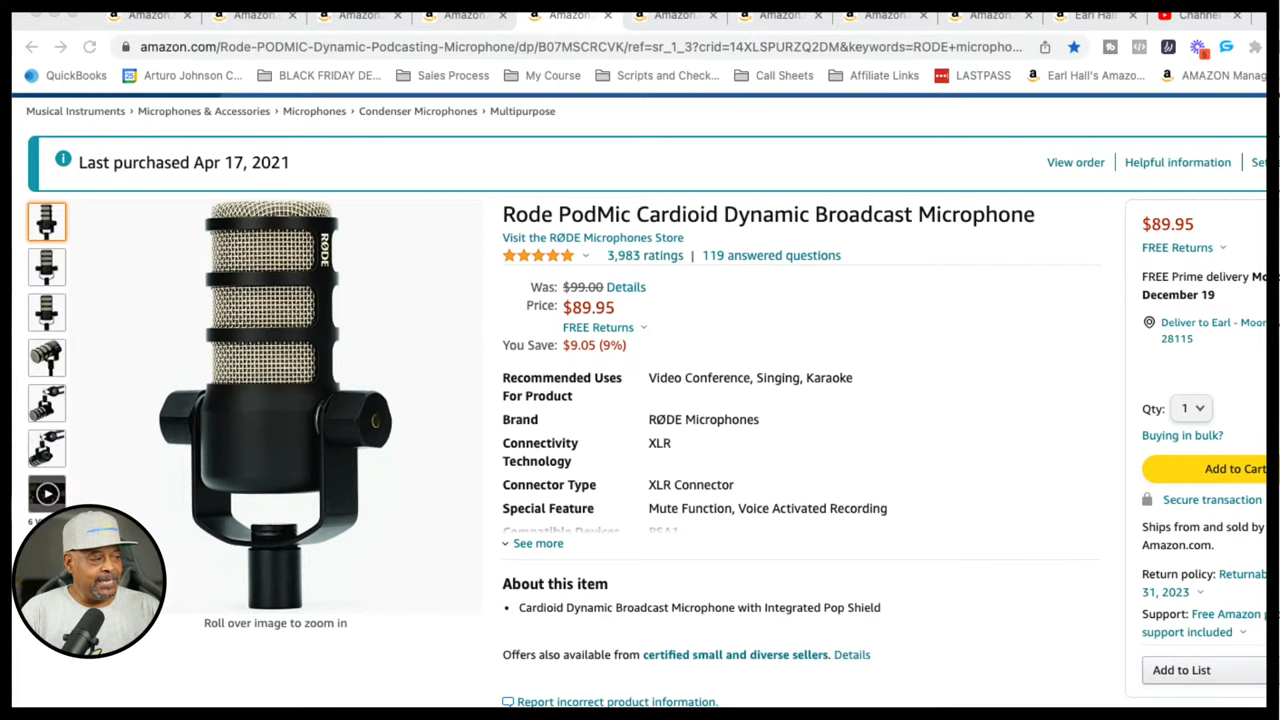 Amazon. Amazon. Amazon. Amazon. Amazon. Amazon. Amazon. Amazon. Amazon. Earl Hall Channel
amazon.com/Rode-PODMIC-Dynamic-Podcasting-Microphone/dp/B07MSCRCVK/ref=sr_1_3?crid=14XLSPURZQ2DM&keywords=RODE+micropho...
QuickBooks Arturo Johnson C... BLACK FRIDAY DE... Sales Process My Course Scripts and Check... Call Sheets Affiliate Links LASTPASS Earl Hall's Amazo... AMAZON Manag
Musical Instruments › Microphones & Accessories › Microphones › Condenser Microphones › Multipurpose
Last purchased Apr 17, 2021
View order | Helpful information |
Rode PodMic Cardioid Dynamic Broadcast Microphone
Visit the RØDE Microphones Store
3,983 ratings | 119 answered questions
Was: $99.00 Details
Price: $89.95
FREE Returns
You Save: $9.05 (9%)
Recommended Uses For Product Video Conference, Singing, Karaoke
Brand RØDE Microphones
Connectivity Technology XLR
Connector Type XLR Connector
Special Feature Mute Function, Voice Activated Recording
Compatible Devices PSA1
See more
About this item
• Cardioid Dynamic Broadcast Microphone with Integrated Pop Shield
Offers also available from certified small and diverse sellers. Details
Report incorrect product information.
RØDE
Roll over image to zoom in
$89.95
FREE Returns
FREE Prime delivery
December 19
Deliver to Earl - Moor
28115
Qty: 1
Buying in bulk?
Add to Cart
Secure transaction
Ships from and sold by
Amazon.com.
Return policy: Returnab
31, 2023
Support: Free Amazon
support included
Add to List